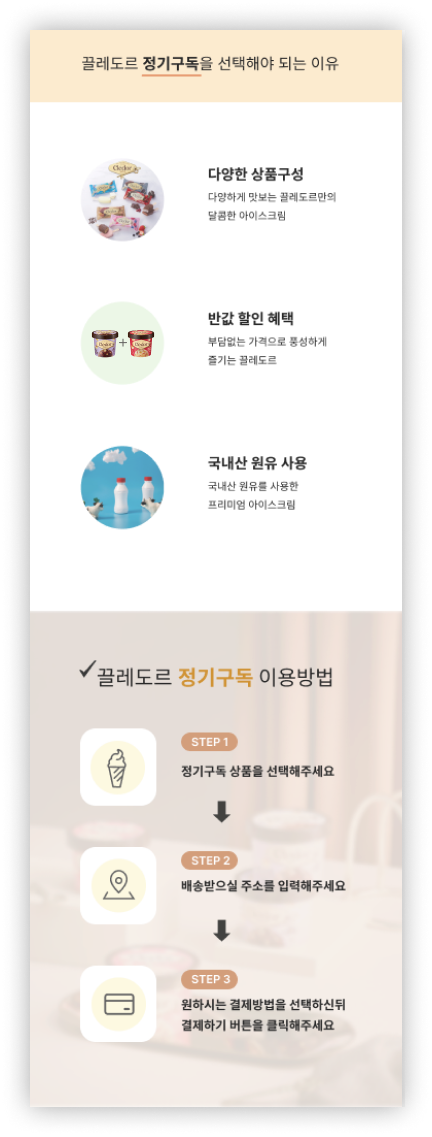 끌레도르 정기구독을 선택해야 되는 이유
다양한 상품구성
다양하게 맛보는 끌레도르만의
달콤한 아이스크림
+
반값 할인 혜택
부담없는 가격으로 풍성하게
즐기는 끌레도르
국내산 원유 사용
국내산 원유를 사용한
프리미엄 아이스크림
끌레도르 정기구독 이용방법
STEP 1
정기구독 상품을 선택해주세요
STEP 2
배송받으실 주소를 입력해주세요
STEP 3
원하시는 결제방법을 선택하신뒤
결제하기 버튼을 클릭해주세요